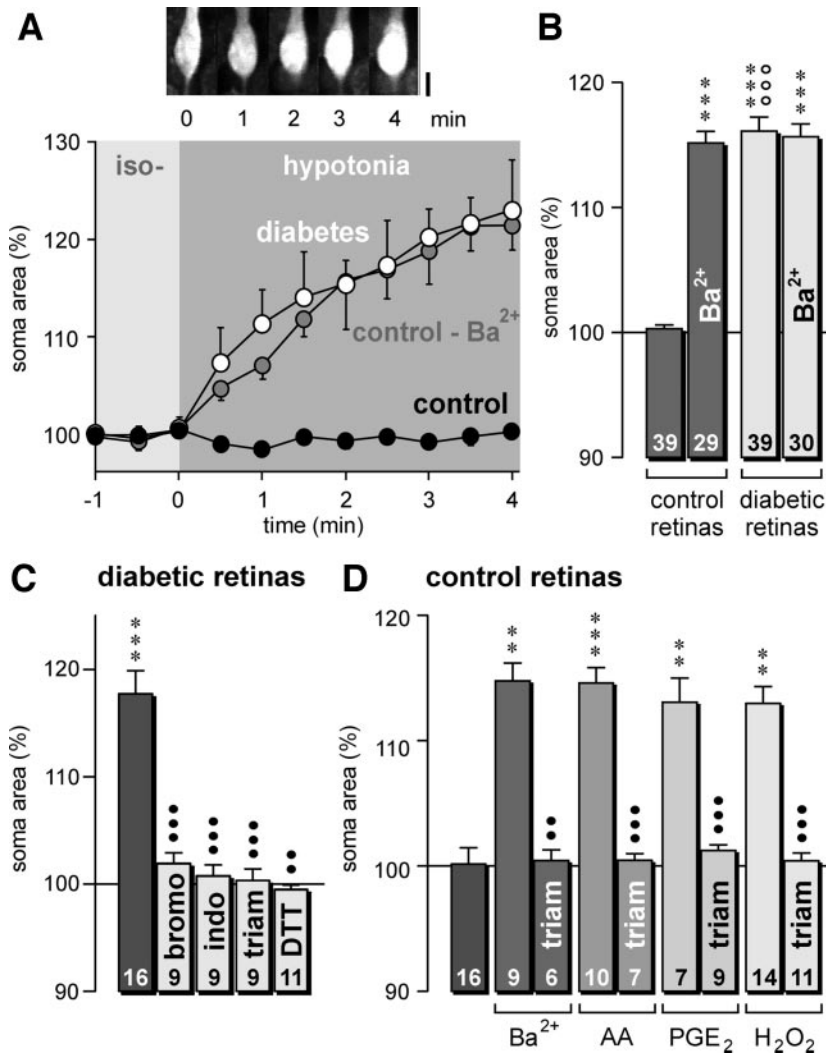 A
0 1 2 3 4 min
130
120
110
100
soma area (%)
iso-
hypotonia
diabetes
control - Ba2+
control
-1 0 1 2 3 4
time (min)
B
120
110
100
90
soma area (%)
***
***
°°°
***
Ba2+
Ba2+
39 29 39 30
control retinas
diabetic retinas
C diabetic retinas
120
110
100
90
soma area (%)
***
•••
•••
•••
••
bromo
indo
triam
DTT
16 9 9 9 11
D control retinas
120
110
100
90
soma area (%)
**
***
**
**
••
•••
•••
•••
triam
triam
triam
triam
16 9 6 10 7 7 9 14 11
Ba2+ AA PGE2 H2O2